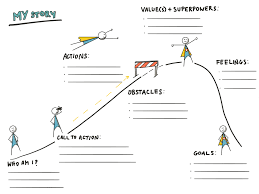 MY STORY
VALUE(S) + SUPERPOWERS:
ACTIONS:
FEELINGS:
OBSTACLES:
CALL TO ACTION:
GOALS:
WHO AM I?